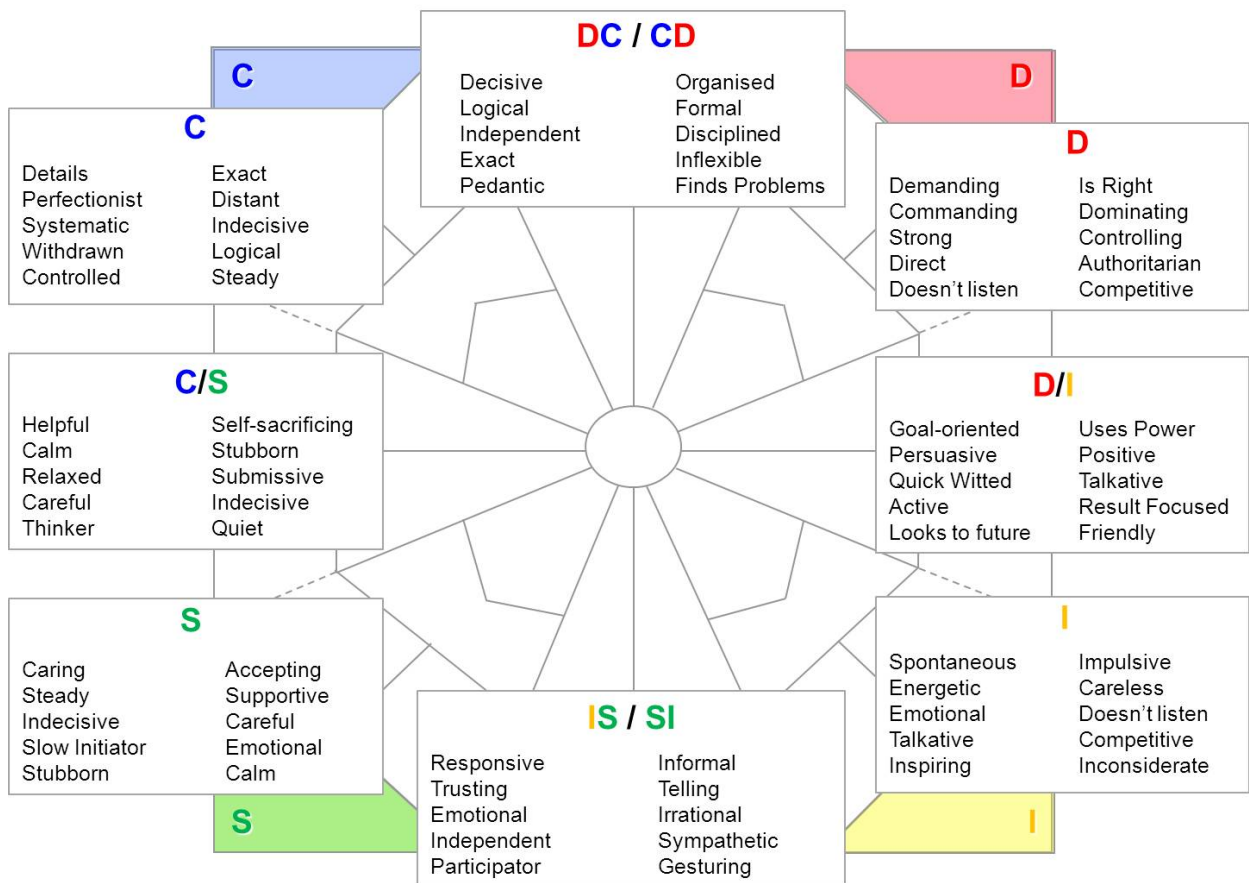 DC / CD
Decisive Organised
Logical Formal
Independent Disciplined
Exact Inflexible
Pedantic Finds Problems
C
D
C
Details Exact
Perfectionist Distant
Systematic Indecisive
Withdrawn Logical
Controlled Steady
D
Demanding Is Right
Commanding Dominating
Strong Controlling
Direct Authoritarian
Doesn't listen Competitive
C/S
Helpful Self-sacrificing
Calm Stubborn
Relaxed Submissive
Careful Indecisive
Thinker Quiet
D/I
Goal-oriented Uses Power
Persuasive Positive
Quick Witted Talkative
Active Result Focused
Looks to future Friendly
S
Caring Accepting
Steady Supportive
Indecisive Careful
Slow Initiator Emotional
Stubborn Calm
I
Spontaneous Impulsive
Energetic Careless
Emotional Doesn't listen
Talkative Competitive
Inspiring Inconsiderate
IS / SI
Responsive Informal
Trusting Telling
Emotional Irrational
Independent Sympathetic
Participator Gesturing
S
I